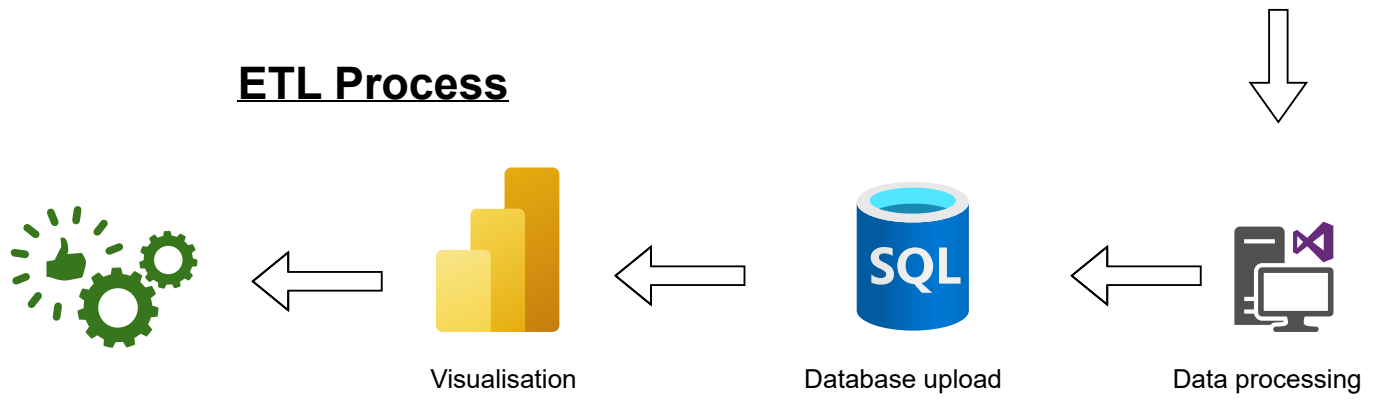 ETL Process
SQL
Visualisation
Database upload
Data processing